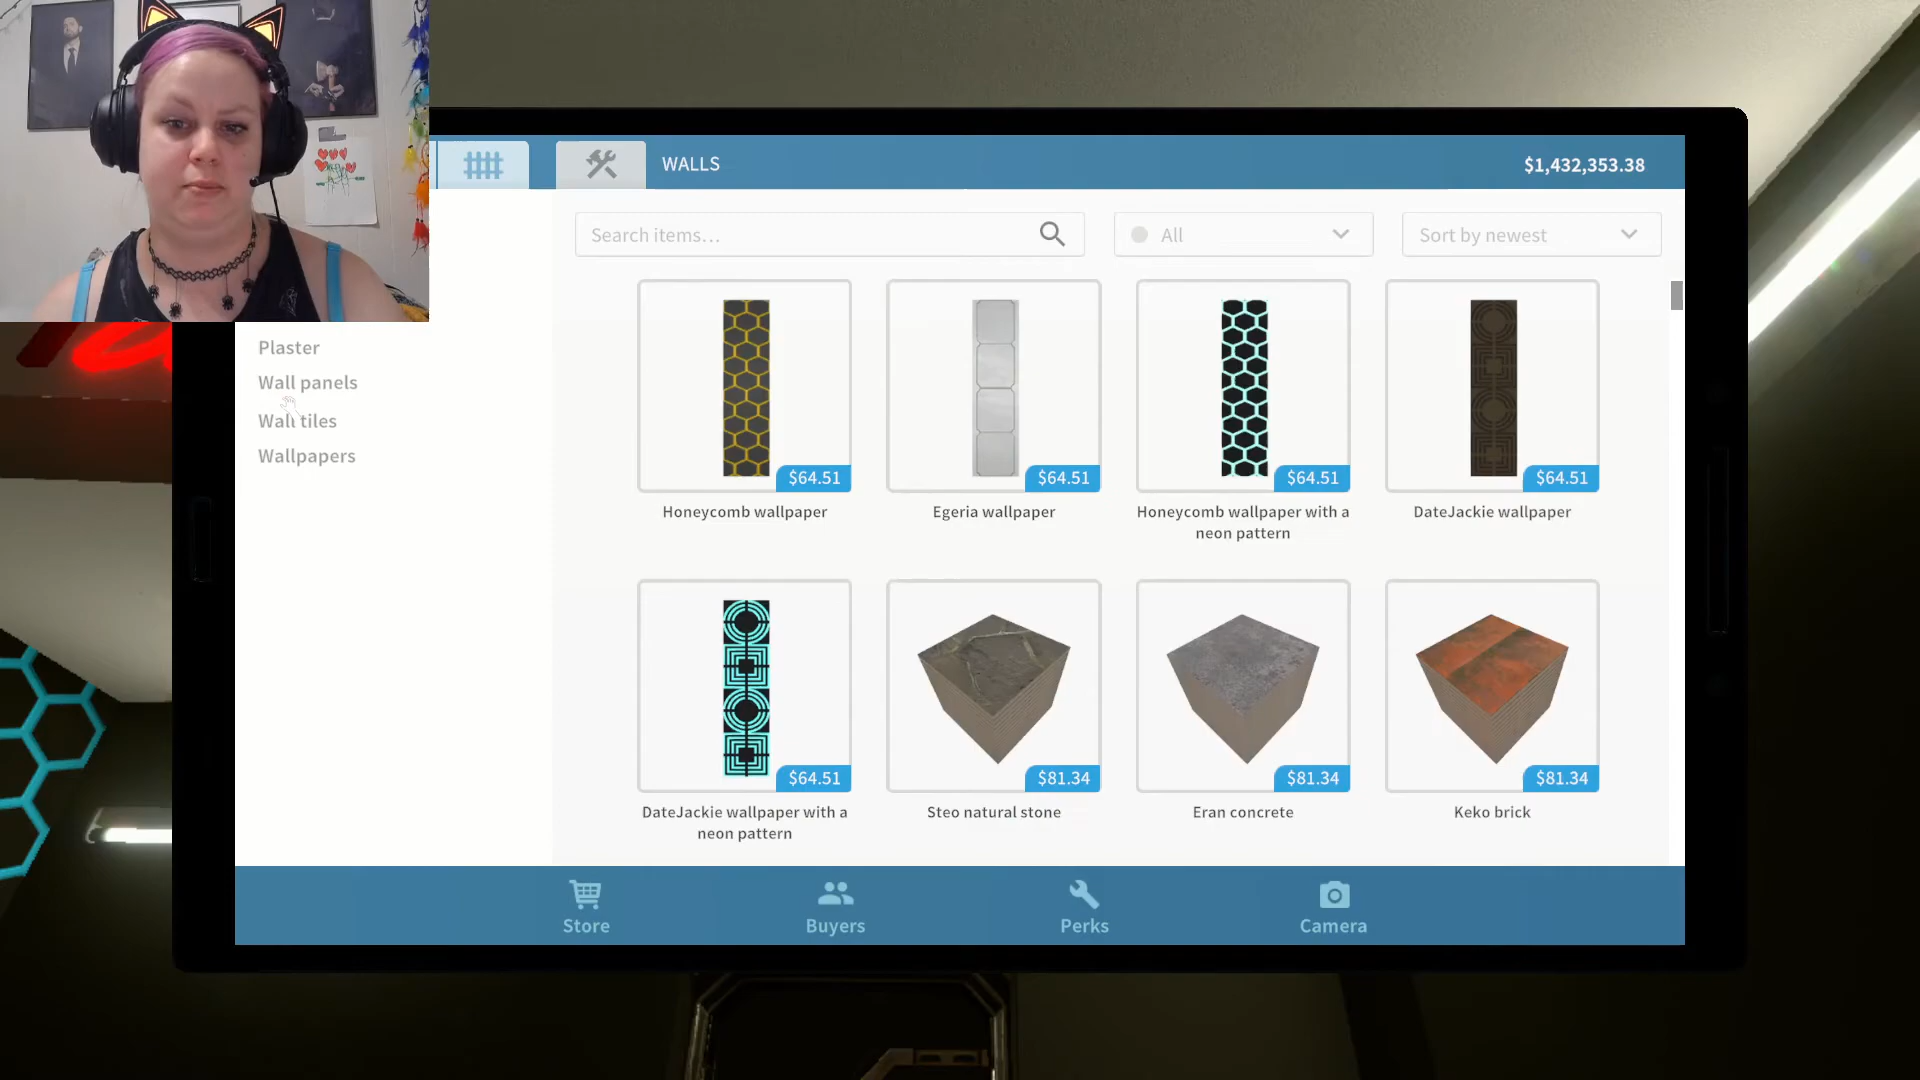 WALLS
$1,432,353.38
Search items...
All
Sort by newest
Plaster
Wall panels
Wall tiles
Wallpapers
$64.51
$64.51
$64.51
$64.51
Honeycomb wallpaper
Egeria wallpaper
Honeycomb wallpaper with a
neon pattern
DateJackie wallpaper
$64.51
$81.34
$81.34
$81.34
DateJackie wallpaper with a
neon pattern
Steo natural stone
Eran concrete
Keko brick
Store
Buyers
Perks
Camera